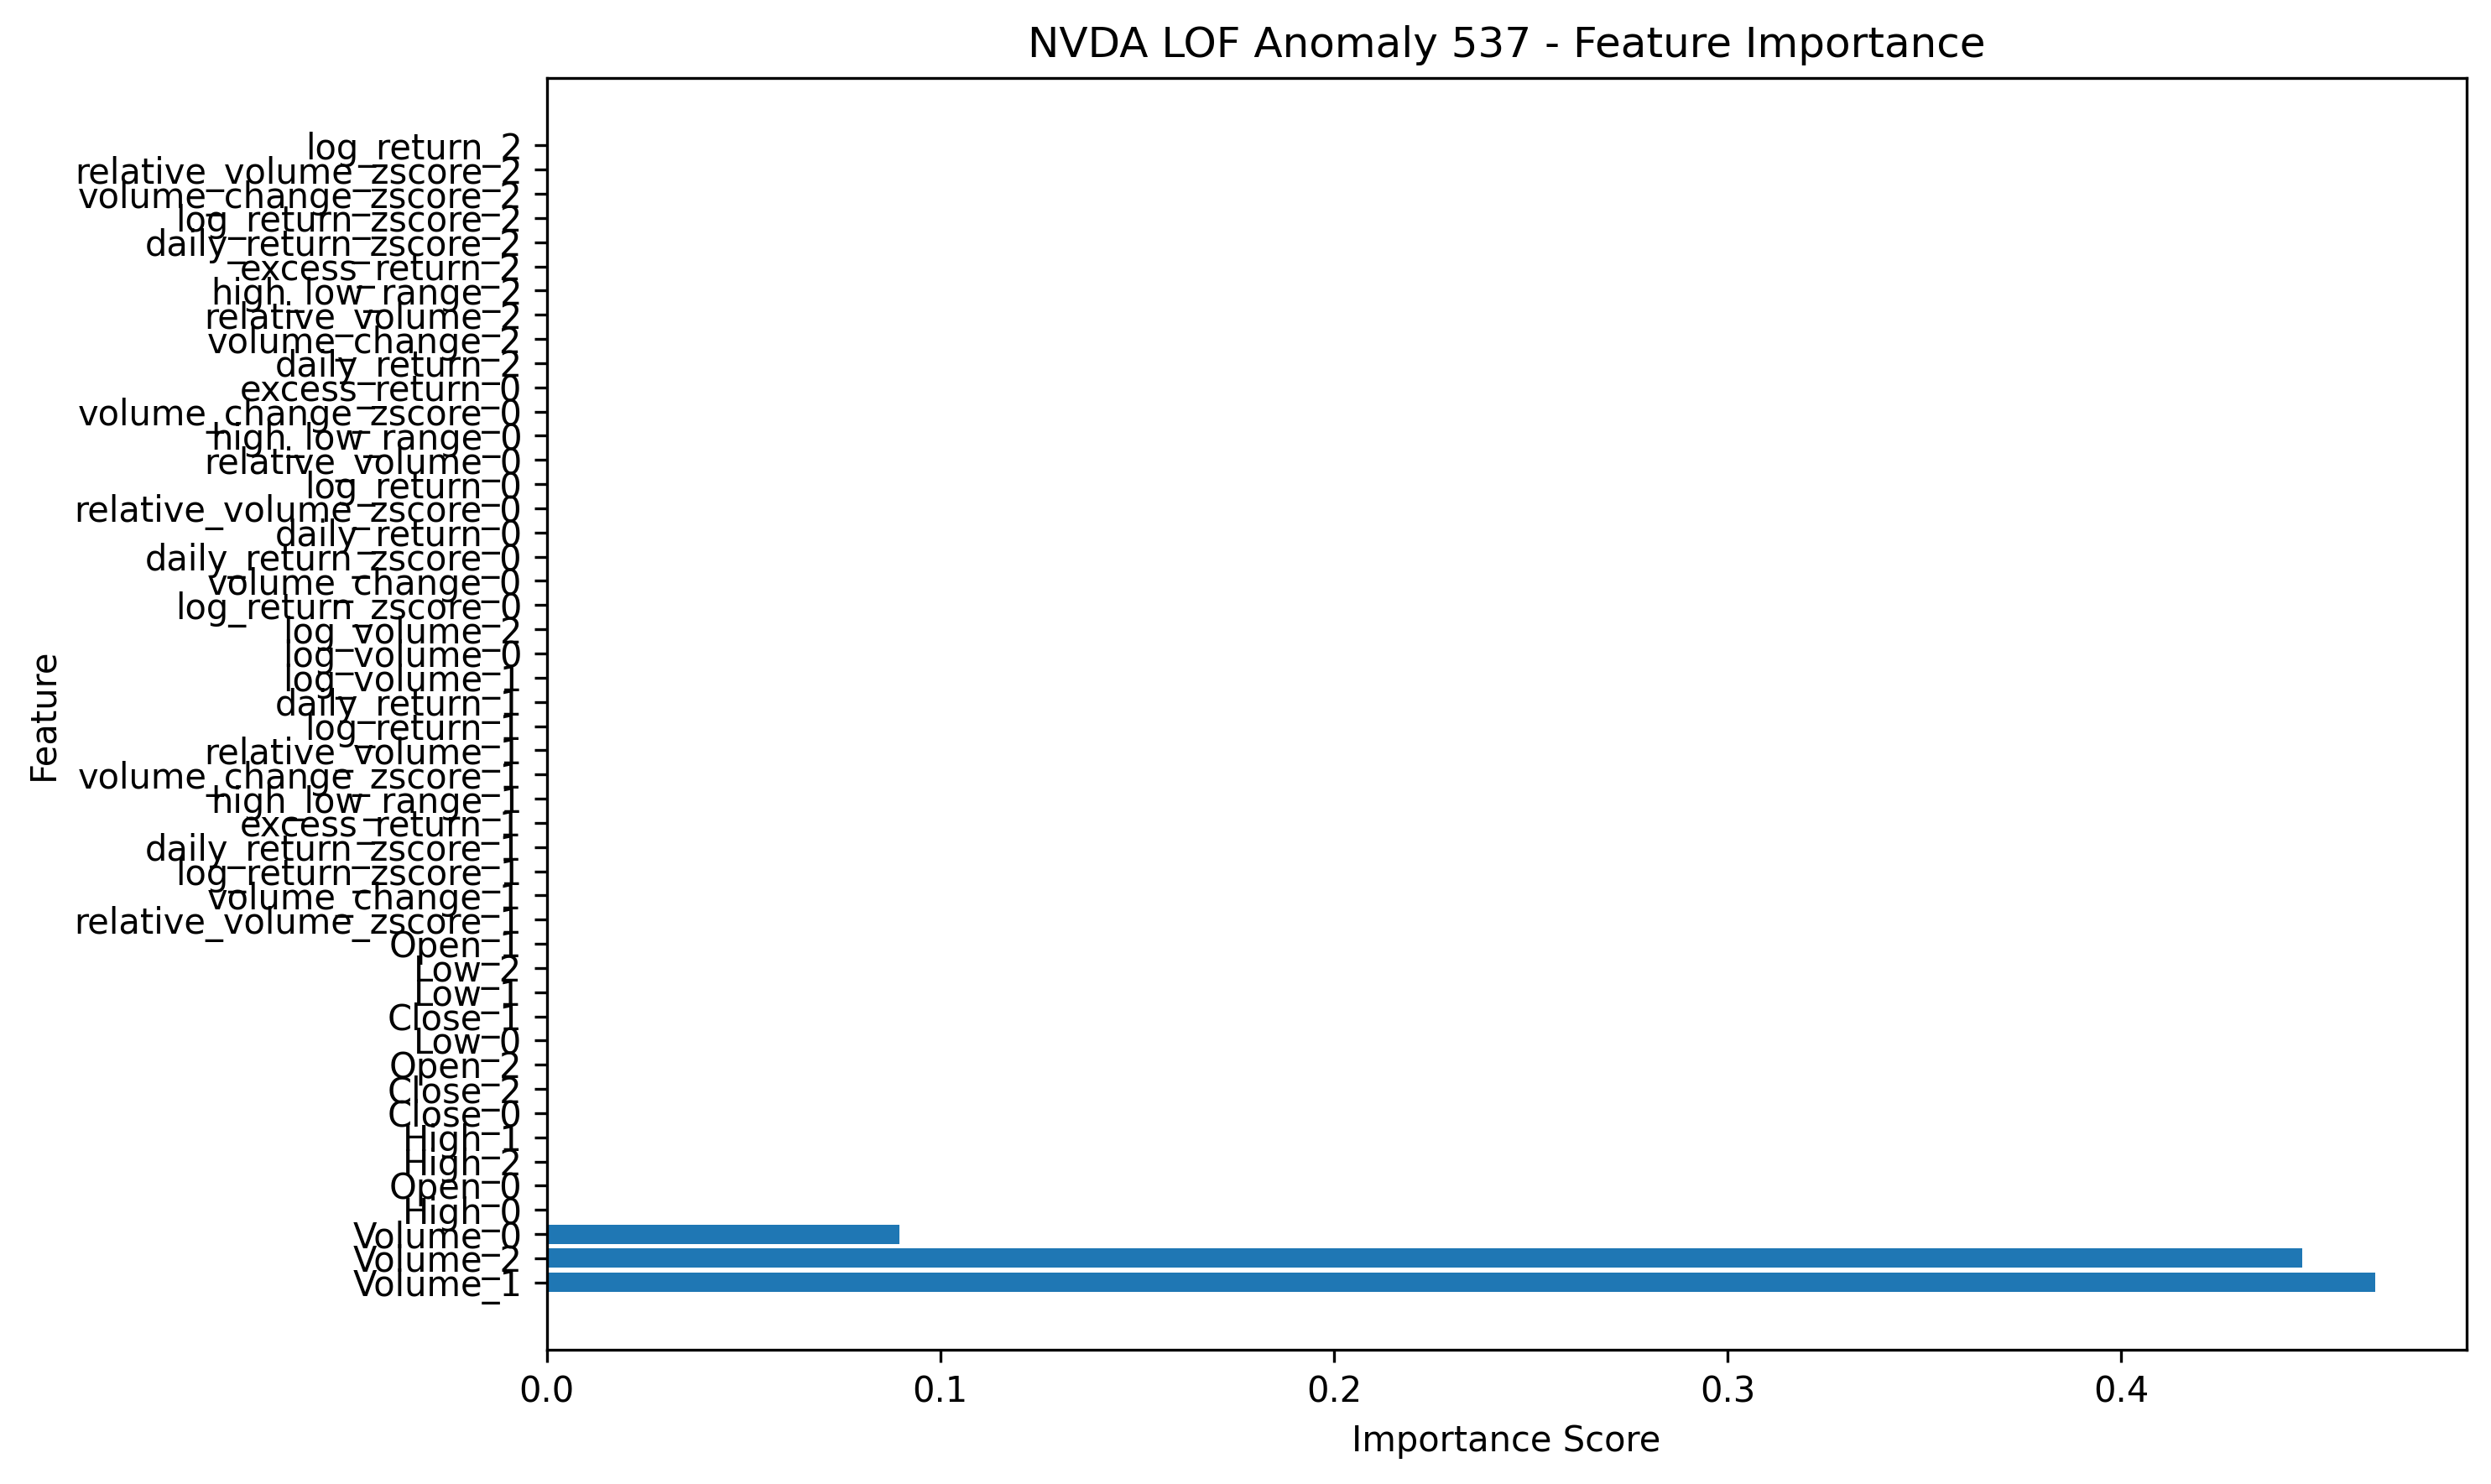 NVDA LOF Anomaly 537 - Feature Importance
log_return_2
relative_volume_zscore_2
volume_change_zscore_2
log_return_zscore_2
daily_return_zscore_2
excess_return_2
high_low_range_2
relative_volume_2
volume_change_2
daily_return_2
excess_return_0
volume_change_zscore_0
high_low_range_0
relative_volume_0
log_return_0
relative_volume_zscore_0
daily_return_0
daily_return_zscore_0
volume_change_0
log_return_zscore_0
log_volume_2
log_volume_0
log_volume_1
daily_return_1
log_return_1
relative_volume_1
volume_change_zscore_1
high_low_range_1
excess_return_1
daily_return_zscore_1
log_return_zscore_1
volume_change_1
relative_volume_zscore_1
Open_1
Low_2
Low_1
Close_1
Low_0
Open_2
Close_2
Close_0
High_1
High_2
Open_0
High_0
Volume_0
Volume_2
Volume_1
Feature
0.0 0.1 0.2 0.3 0.4
Importance Score